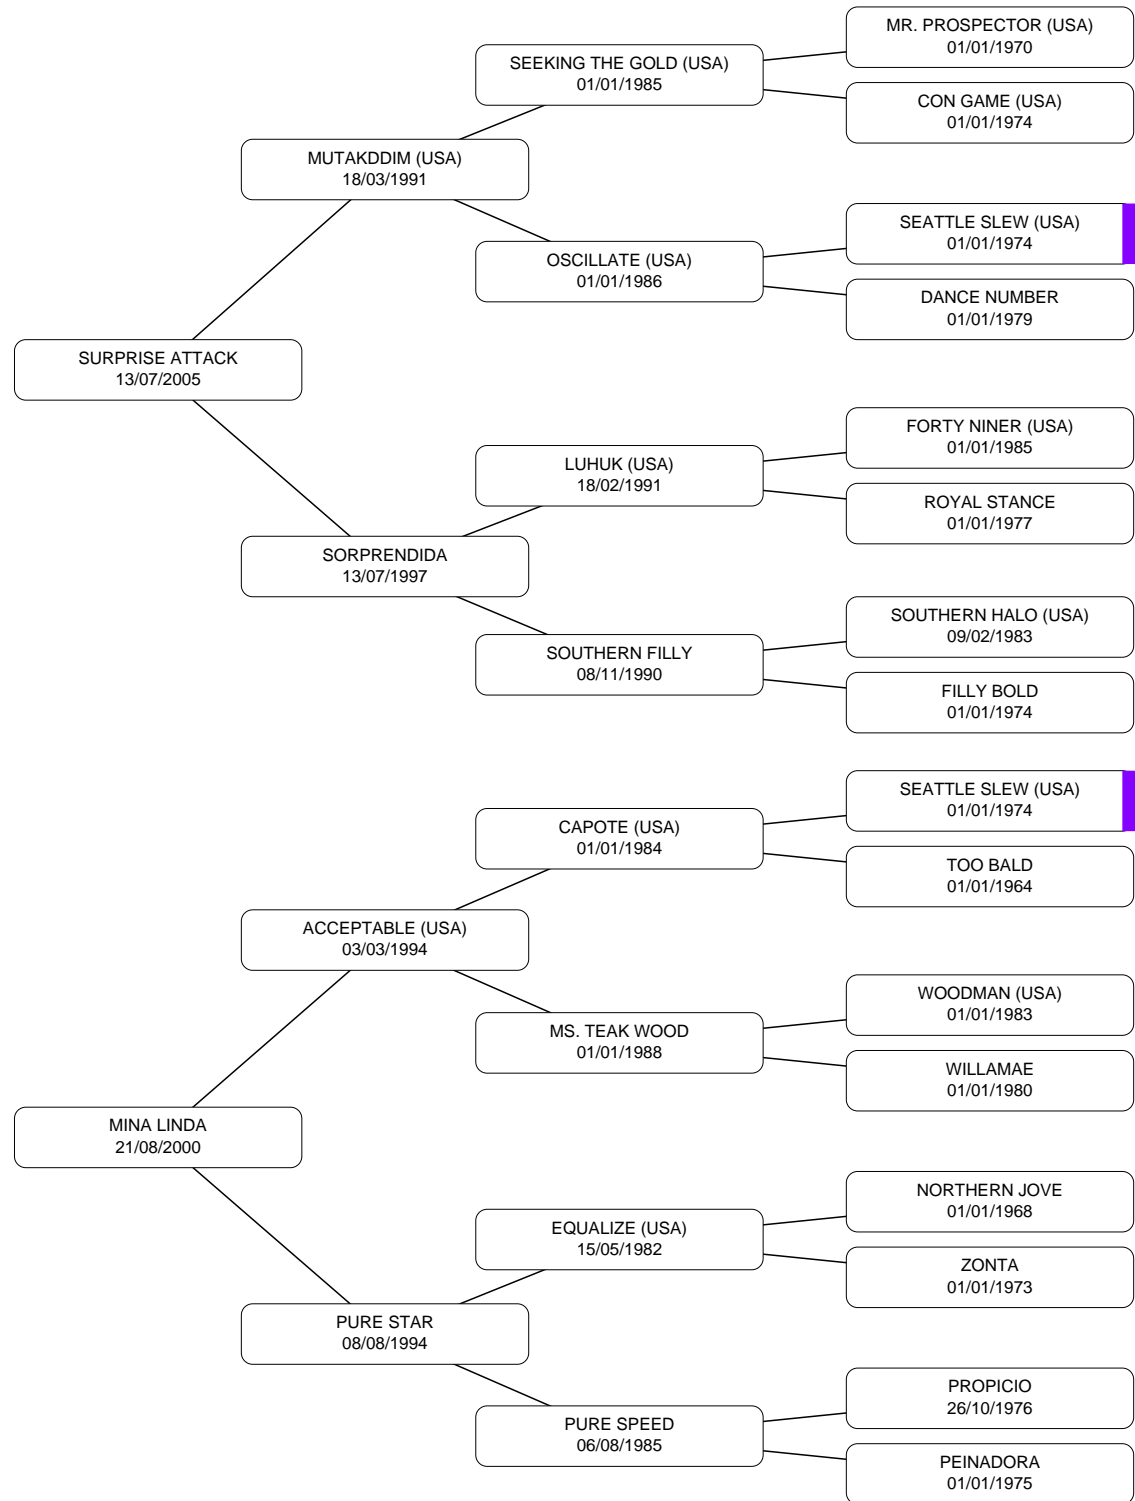 MR. PROSPECTOR (USA)
01/01/1970
SEEKING THE GOLD (USA)
01/01/1985
CON GAME (USA)
01/01/1974
MUTAKDDIM (USA)
18/03/1991
SEATTLE SLEW (USA)
01/01/1974
OSCILLATE (USA)
01/01/1986
DANCE NUMBER
01/01/1979
SURPRISE ATTACK
13/07/2005
FORTY NINER (USA)
01/01/1985
LUHUK (USA)
18/02/1991
ROYAL STANCE
01/01/1977
SORPRENDIDA
13/07/1997
SOUTHERN HALO (USA)
09/02/1983
SOUTHERN FILLY
08/11/1990
FILLY BOLD
01/01/1974
SEATTLE SLEW (USA)
01/01/1974
CAPOTE (USA)
01/01/1984
TOO BALD
01/01/1964
ACCEPTABLE (USA)
03/03/1994
WOODMAN (USA)
01/01/1983
MS. TEAK WOOD
01/01/1988
WILLAMAE
01/01/1980
MINA LINDA
21/08/2000
NORTHERN JOVE
01/01/1968
EQUALIZE (USA)
15/05/1982
ZONTA
01/01/1973
PURE STAR
08/08/1994
PROPICIO
26/10/1976
PURE SPEED
06/08/1985
PEINADORA
01/01/1975